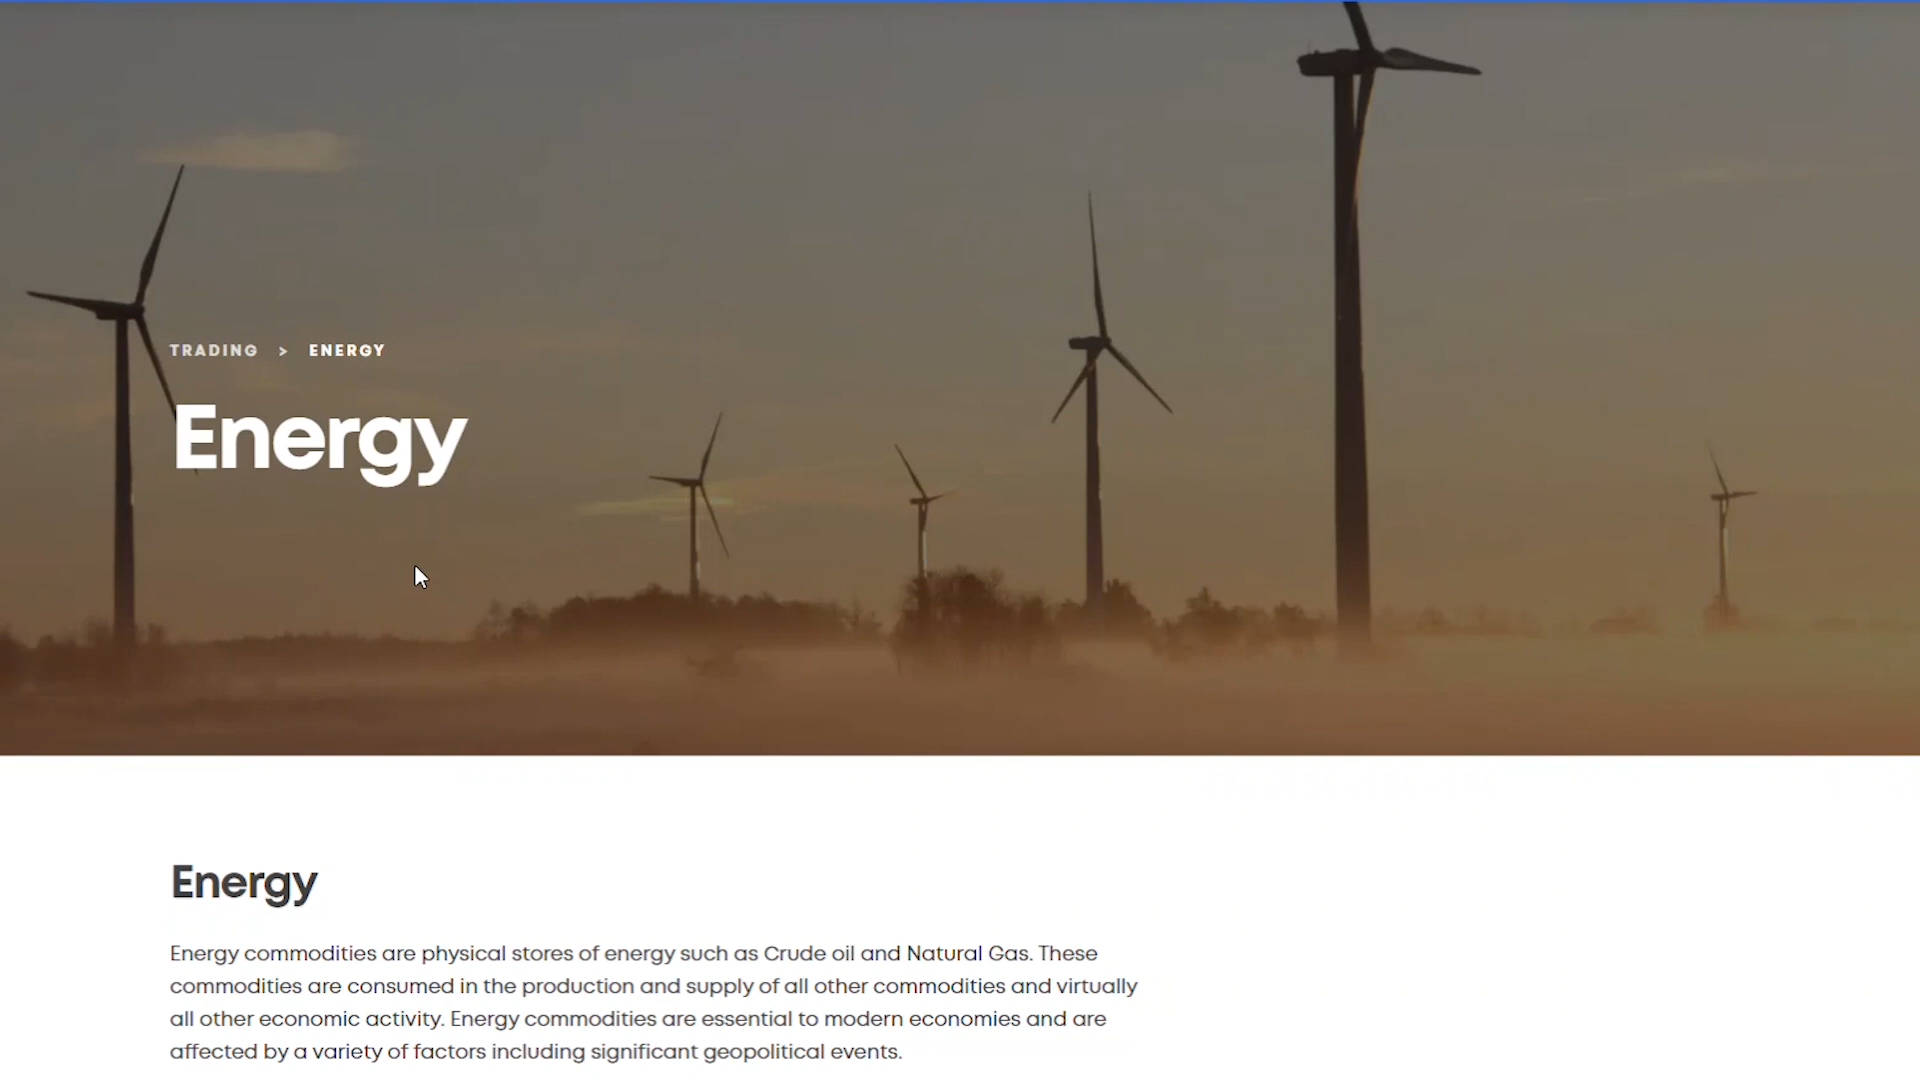 TRADING > ENERGY
Energy
Energy
Energy commodities are physical stores of energy such as Crude oil and Natural Gas. These
commodities are consumed in the production and supply of all other commodities and virtually
all other economic activity. Energy commodities are essential to modern economies and are
affected by a variety of factors including significant geopolitical events.